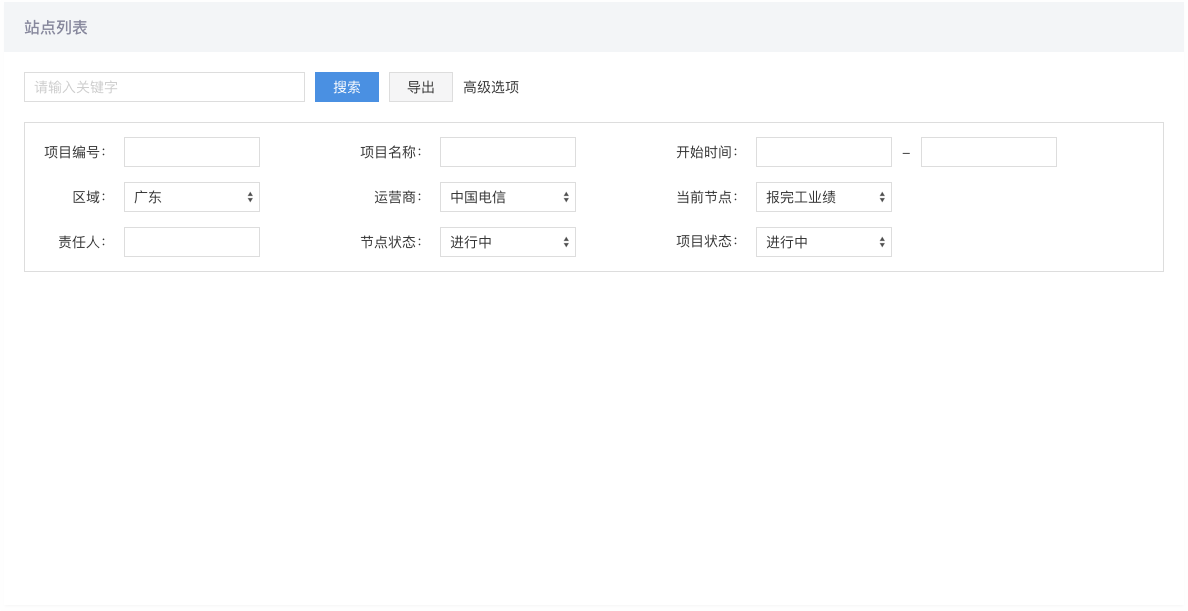 站点列表
请输入关键字 搜索 导出 高级选项
项目编号： 项目名称： 开始时间： –
区域： 广东 运营商： 中国电信 当前节点： 报完工业绩
责任人： 节点状态： 进行中 项目状态： 进行中